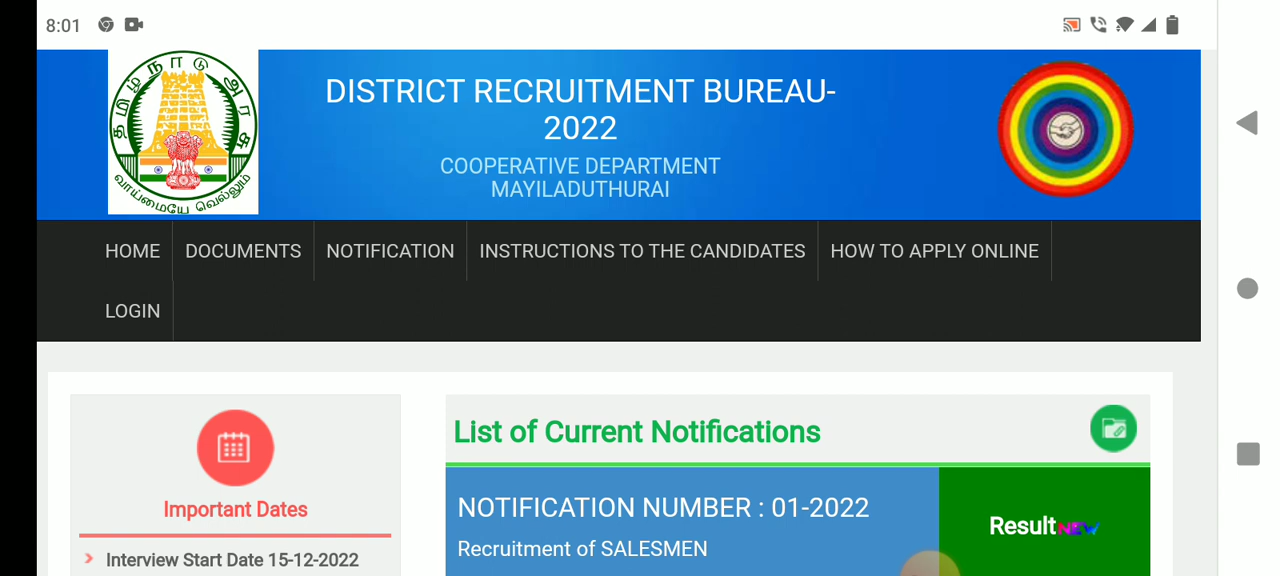 8:01
தமிழ்நாடு அரசு
வாய்மையே வெல்லும்
DISTRICT RECRUITMENT BUREAU-
2022
COOPERATIVE DEPARTMENT
MAYILADUTHURAI
HOME
DOCUMENTS
NOTIFICATION
INSTRUCTIONS TO THE CANDIDATES
HOW TO APPLY ONLINE
LOGIN
Important Dates
Interview Start Date 15-12-2022
List of Current Notifications
NOTIFICATION NUMBER : 01-2022
Recruitment of SALESMEN
Result NEW